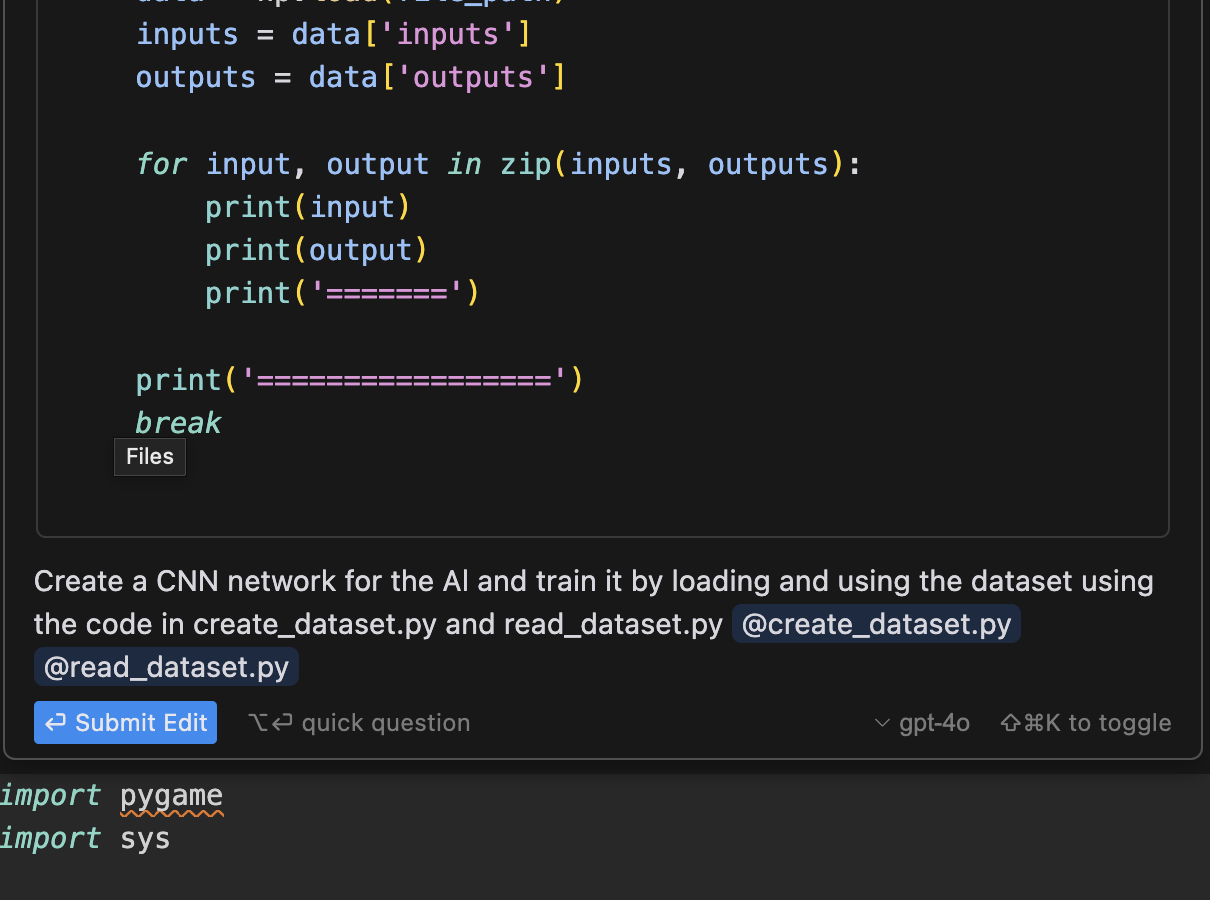 inputs = data['inputs']
outputs = data['outputs']
for input, output in zip(inputs, outputs):
print(input)
print(output)
print('=======')
print('=================')
break
Files
Create a CNN network for the AI and train it by loading and using the dataset using
the code in create_dataset.py and read_dataset.py @create_dataset.py
@read_dataset.py
⏎ Submit Edit ⌥⏎ quick question gpt-4o ⇧⌘K to toggle
import pygame
import sys